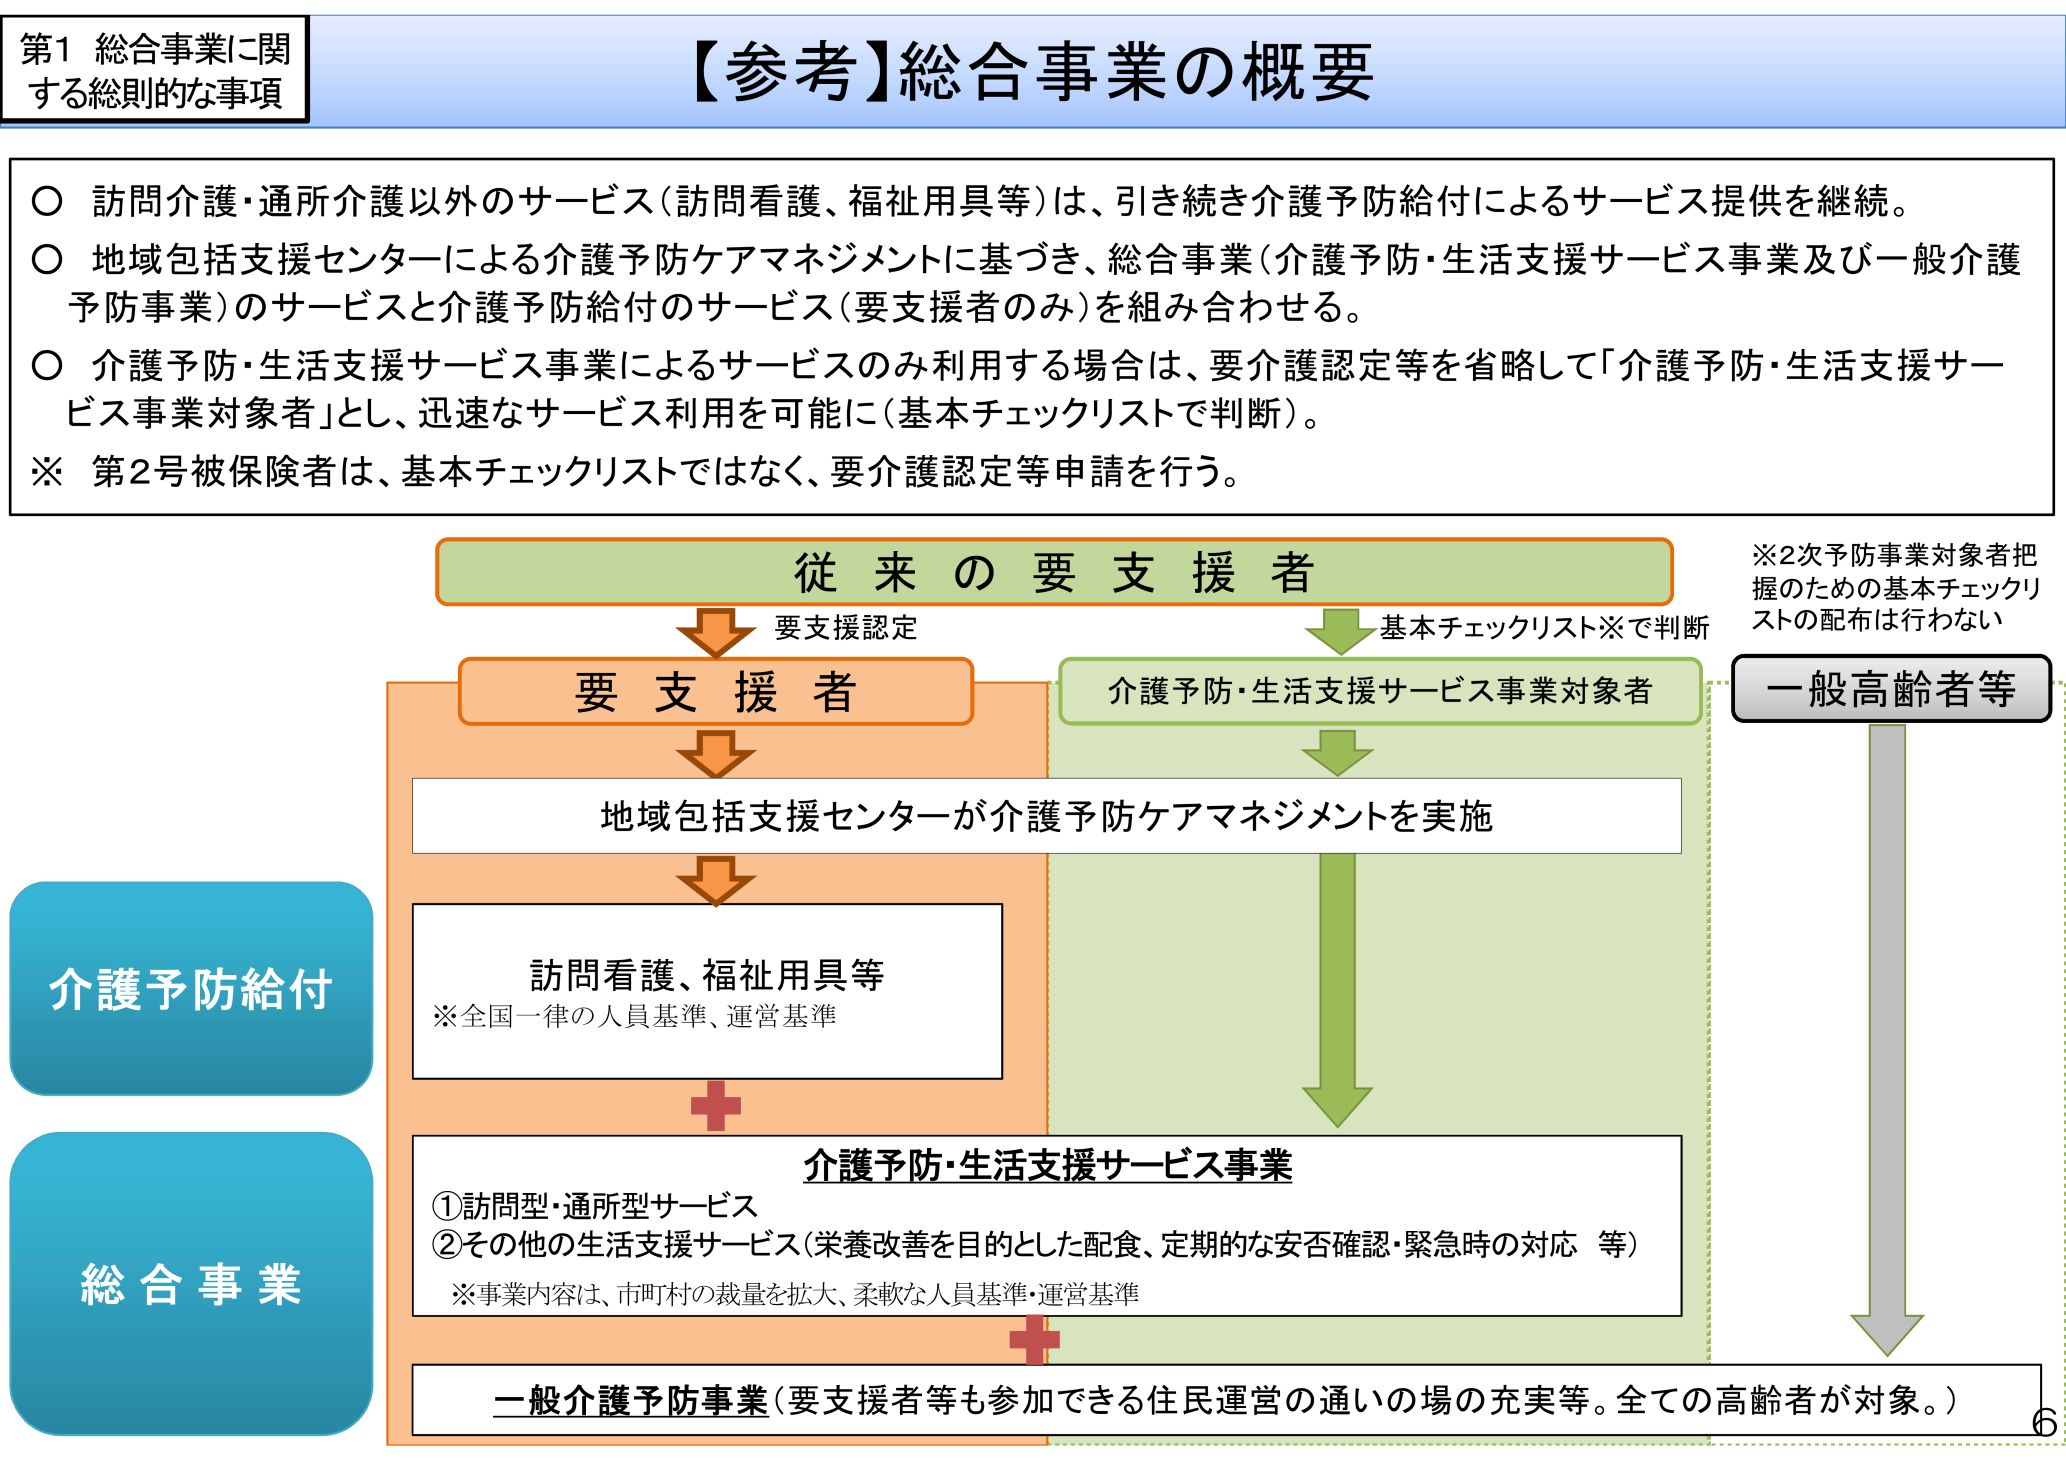 第1 総合事業に関
する総則的な事項
【参考】総合事業の概要
○ 訪問介護・通所介護以外のサービス(訪問看護、福祉用具等)は、引き続き介護予防給付によるサービス提供を継続。
○ 地域包括支援センターによる介護予防ケアマネジメントに基づき、総合事業(介護予防・生活支援サービス事業及び一般介護
予防事業)のサービスと介護予防給付のサービス(要支援者のみ)を組み合わせる。
○ 介護予防・生活支援サービス事業によるサービスのみ利用する場合は、要介護認定等を省略して「介護予防・生活支援サー
ビス事業対象者」とし、迅速なサービス利用を可能に(基本チェックリストで判断)。
※ 第2号被保険者は、基本チェックリストではなく、要介護認定等申請を行う。
従来の要支援者
※2次予防事業対象者把
握のための基本チェックリ
ストの配布は行わない
要支援認定
基本チェックリスト※で判断
要支援者
介護予防・生活支援サービス事業対象者
一般高齢者等
地域包括支援センターが介護予防ケアマネジメントを実施
介護予防給付
訪問看護、福祉用具等
※全国一律の人員基準、運営基準
総合事業
介護予防・生活支援サービス事業
①訪問型・通所型サービス
②その他の生活支援サービス(栄養改善を目的とした配食、定期的な安否確認・緊急時の対応 等)
※事業内容は、市町村の裁量を拡大、柔軟な人員基準・運営基準
一般介護予防事業(要支援者等も参加できる住民運営の通いの場の充実等。全ての高齢者が対象。)
6